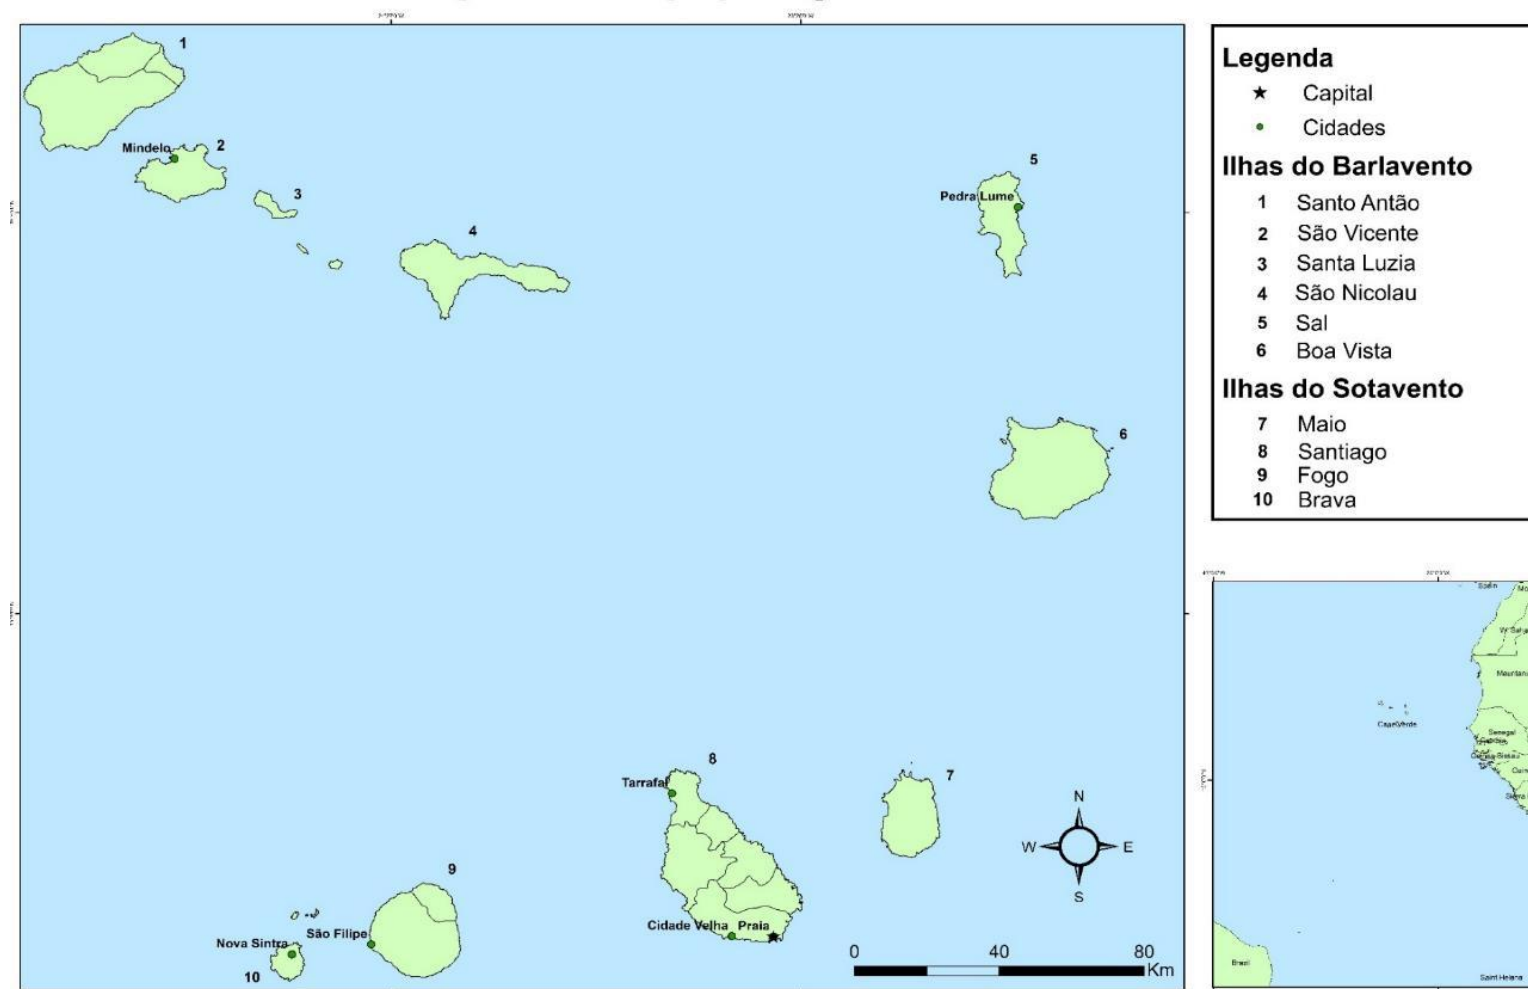 1
Mindelo
2
3
4
5
Pedra Lume
6
Tarrafal
8
7
9
Nova Sintra
São Filipe
10
Cidade Velha
Praia
N
W
E
S
0
40
80
Km
Legenda
Capital
Cidades
Ilhas do Barlavento
1 Santo Antão
2 São Vicente
3 Santa Luzia
4 São Nicolau
5 Sal
6 Boa Vista
Ilhas do Sotavento
7 Maio
8 Santiago
9 Fogo
10 Brava
Spain
Cape Verde
Senegal
Brazil
Saint Helena